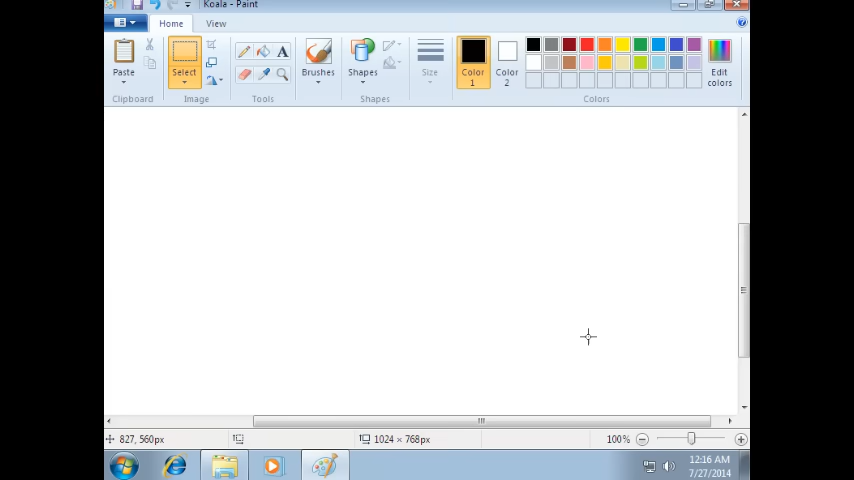 Koala - Paint
Home View
Paste
Select
Brushes
Shapes
Size
Color 1
Color 2
Edit colors
Clipboard Image Tools Shapes Colors
827, 560px
1024 × 768px
100%
12:16 AM
7/27/2014